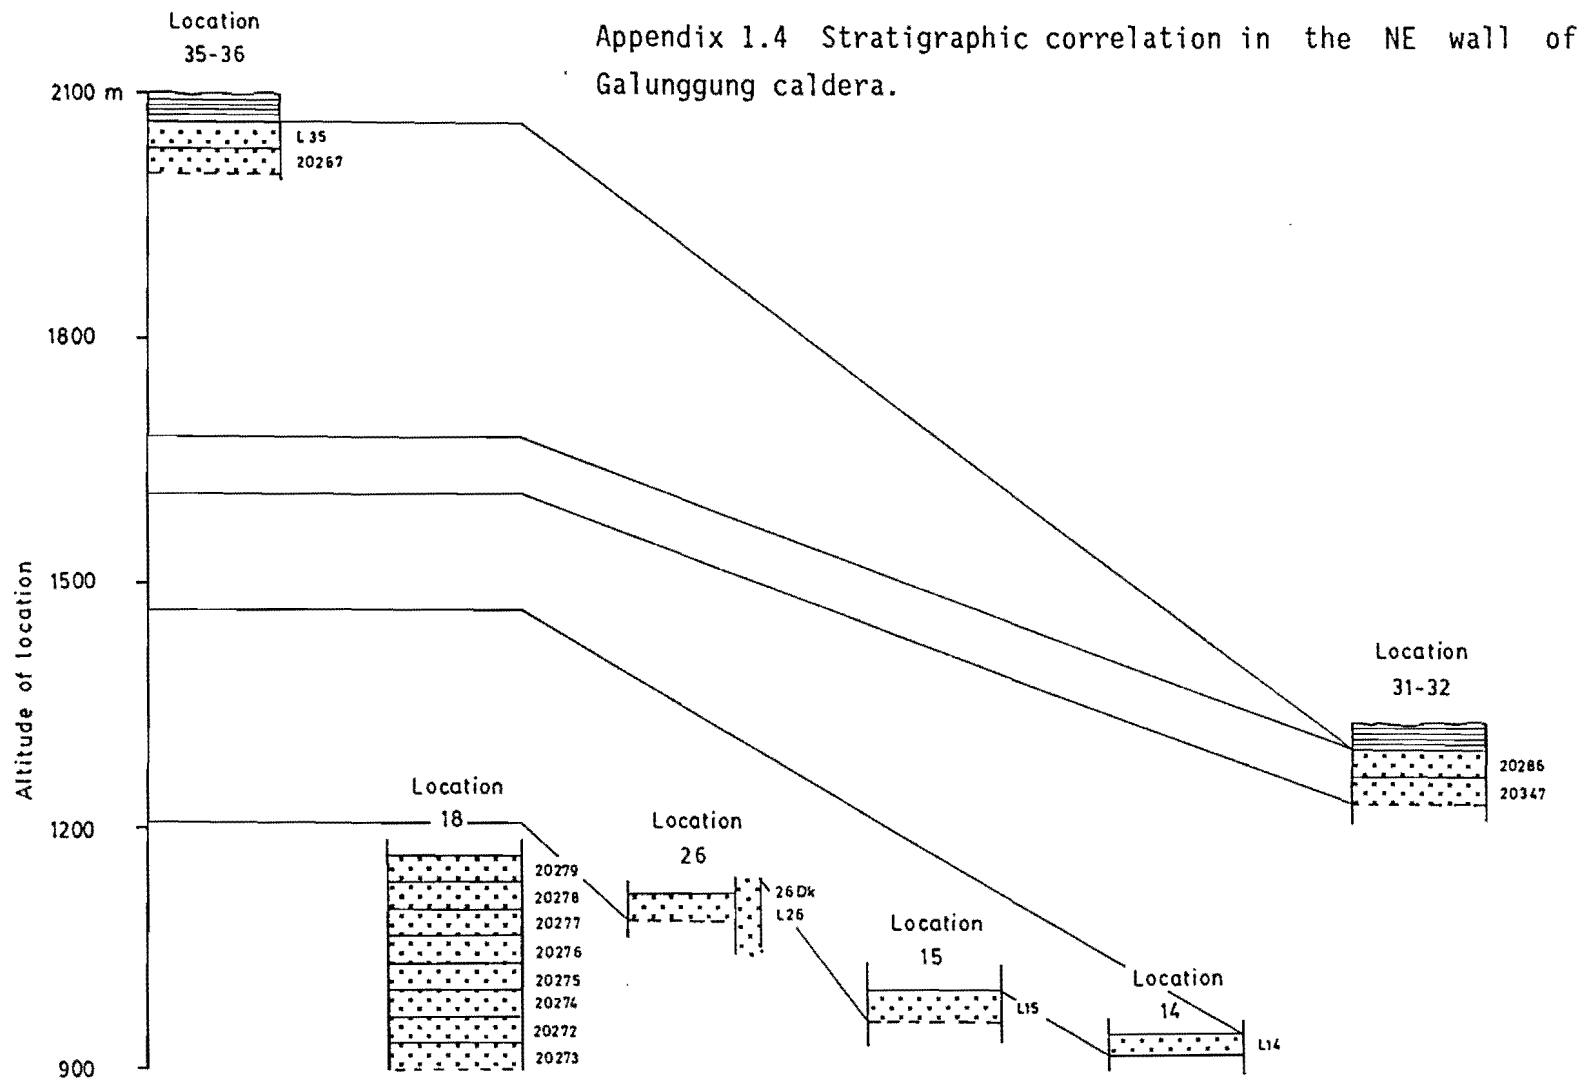 Location
35-36
Appendix 1.4 Stratigraphic correlation in the NE wall of
Galunggung caldera.
2100 m
L35
20267
1800
1500
Altitude of location
Location
31-32
20286
20347
1200
Location
18
20279
20278
20277
20276
20275
20274
20272
20273
Location
26
26Dk
L26
Location
15
L15
Location
14
L14
900